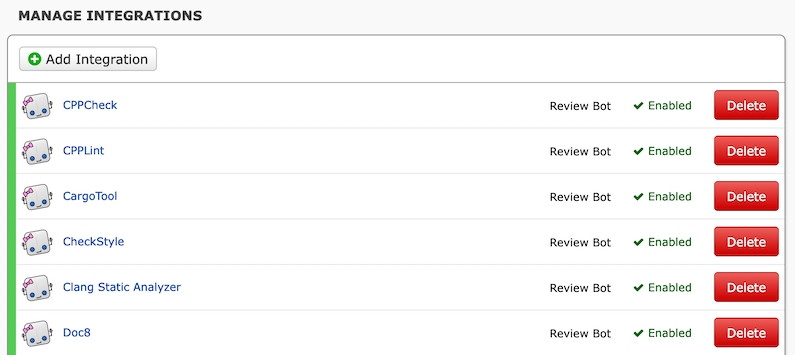 MANAGE INTEGRATIONS
Add Integration
CPPCheck Review Bot Enabled Delete
CPPLint Review Bot Enabled Delete
CargoTool Review Bot Enabled Delete
CheckStyle Review Bot Enabled Delete
Clang Static Analyzer Review Bot Enabled Delete
Doc8 Review Bot Enabled Delete